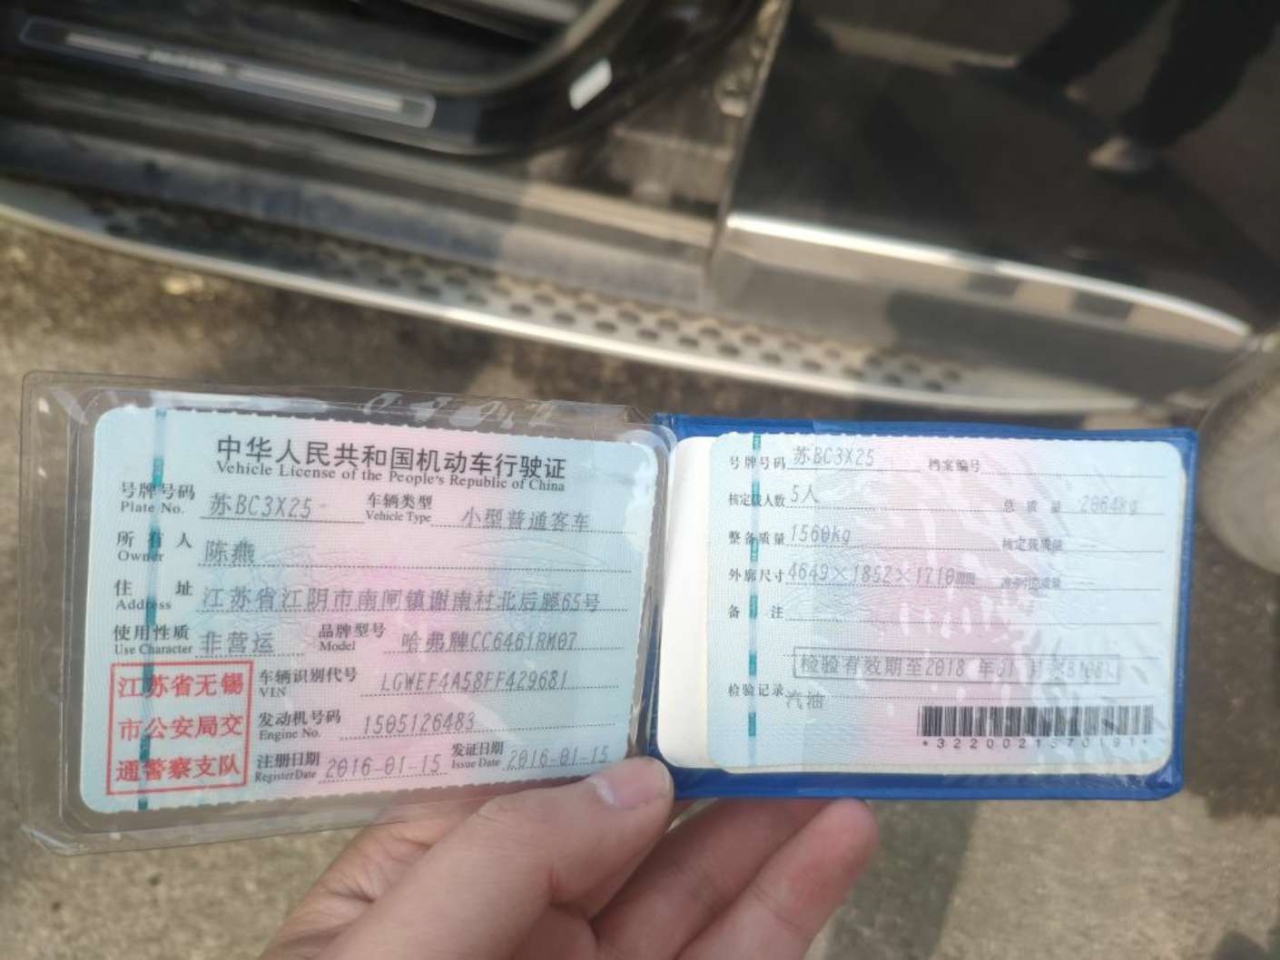 中华人民共和国机动车行驶证
Vehicle License of the People's Republic of China
号牌号码 苏BC3X25 车辆类型 小型普通客车
Plate No. Vehicle Type
所有人 陈燕
Owner
住址 江苏省江阴市南闸镇谢南村北后塍65号
Address
使用性质 非营运 品牌型号 哈弗牌CC6461RM07
Use Character Model
江苏省无锡
市公安局交
通警察支队
车辆识别代号 LGWEF4A58FF429681
VIN
发动机号码 1505126483
Engine No.
注册日期 2016-01-15 发证日期 2016-01-15
Register Date Issue Date
号牌号码 苏BC3X25 档案编号
核定载人数 5人 总质量
整备质量 1560kg 核定载质量
外廓尺寸 4649×1852×1710 准牵引总质量
备注
检验有效期至2018年01月
检验记录
汽油